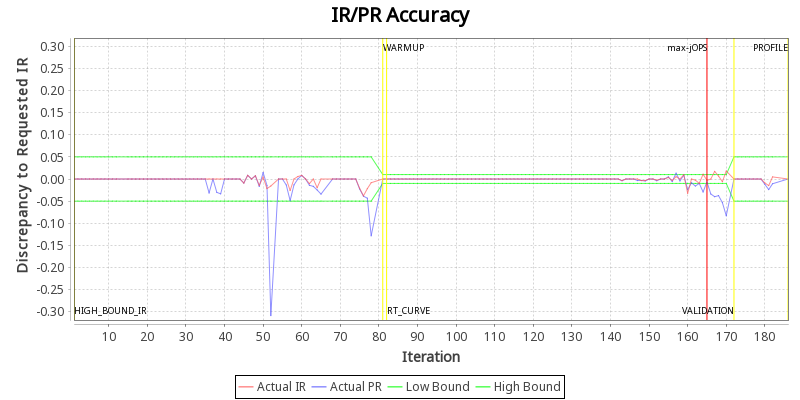 IR/PR Accuracy
Discrepancy to Requested IR
0.30
0.25
0.20
0.15
0.10
0.05
0.00
-0.05
-0.10
-0.15
-0.20
-0.25
-0.30
WARMUP
max-jOPS
PROFILE
HIGH_BOUND_IR
RT_CURVE
VALIDATION
10 20 30 40 50 60 70 80 90 100 110 120 130 140 150 160 170 180
Iteration
Actual IR Actual PR Low Bound High Bound